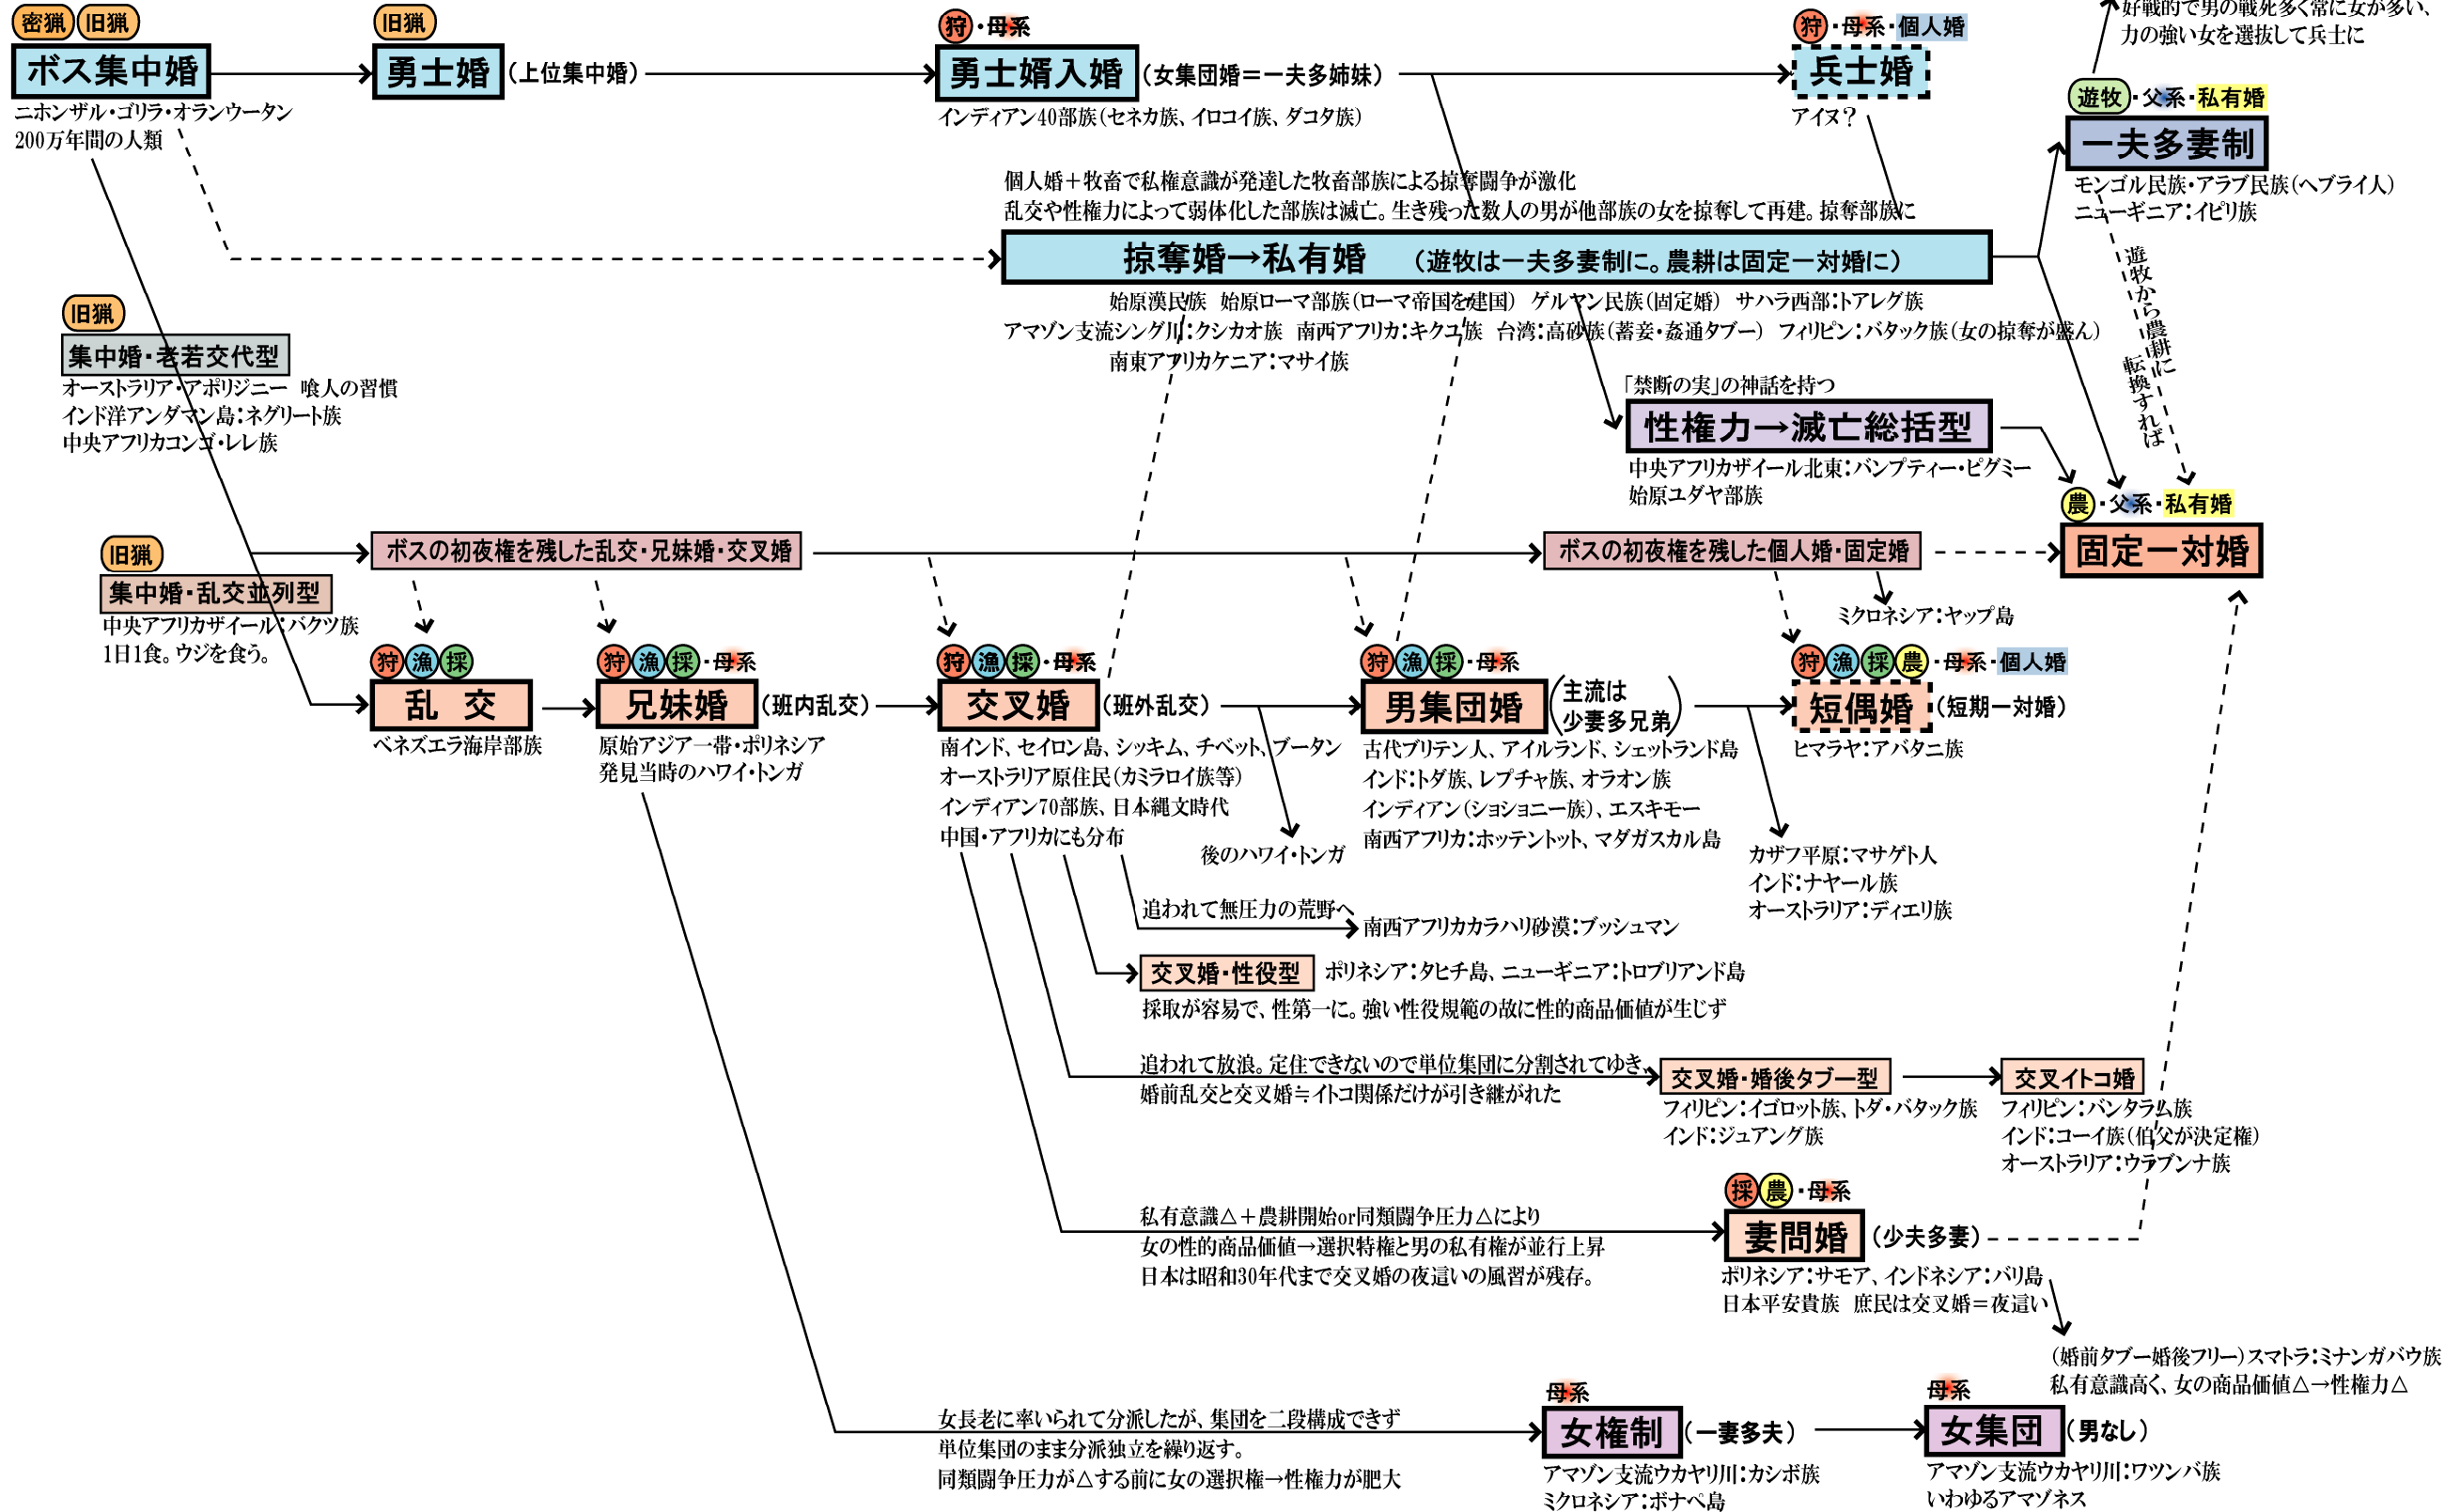 密猟 旧猟
ボス集中婚
ニホンザル・ゴリラ・オランウータン
200万年間の人類
旧猟
勇士婚（上位集中婚）
狩・母系
勇士婿入婚（女集団婚＝一夫多姉妹）
インディアン40部族（セネカ族、イロコイ族、ダコタ族）
狩・母系・個人婚
兵士婚
アイヌ？
好戦的で男の戦死多く常に女が多い、
力の強い女を選抜して兵士に
遊牧・父系・私有婚
一夫多妻制
モンゴル民族・アラブ民族（ヘブライ人）
ニューギニア：イピリ族
個人婚＋牧畜で私権意識が発達した牧畜部族による掠奪闘争が激化
乱交や性権力によって弱体化した部族は滅亡。生き残った数人の男が他部族の女を掠奪して再建。掠奪部族に
掠奪婚→私有婚　（遊牧は一夫多妻制に。農耕は固定一対婚に）
始原漢民族　始原ローマ部族（ローマ帝国を建国）　ゲルマン民族（固定婚）　サハラ西部：トアレグ族
アマゾン支流シングー川：クシカオ族　南西アフリカ：キクユ族　台湾：高砂族（蓄妾・姦通タブー）　フィリピン：バタック族（女の掠奪が盛ん）
南東アフリカケニア：マサイ族
遊牧から農耕に
転換すれば
旧猟
集中婚・老若交代型
オーストラリア・アボリジニー　喰人の習慣
インド洋アンダマン島：ネグリート族
中央アフリカコンゴ・レレ族
「禁断の実」の神話を持つ
性権力→滅亡総括型
中央アフリカザイール北東：バンプティー・ピグミー
始原ユダヤ部族
農・父系・私有婚
固定一対婚
旧猟
集中婚・乱交並列型
中央アフリカザイール：バクツ族
1日1食。ウジを食う。
ボスの初夜権を残した乱交・兄妹婚・交叉婚
ボスの初夜権を残した個人婚・固定婚
ミクロネシア：ヤップ島
狩 漁 採
乱 交
ベネズエラ海岸部族
狩 漁 採・母系
兄妹婚（班内乱交）
原始アジア一帯・ポリネシア
発見当時のハワイ・トンガ
狩 漁 採・母系
交叉婚（班外乱交）
南インド、セイロン島、シッキム、チベット、ブータン
オーストラリア原住民（カミラロイ族等）
インディアン70部族、日本縄文時代
中国・アフリカにも分布
後のハワイ・トンガ
狩 漁 採・母系
男集団婚（主流は
少妻多兄弟）
古代ブリテン人、アイルランド、シェットランド島
インド：トダ族、レプチャ族、オラオン族
インディアン（ショショニー族）、エスキモー
南西アフリカ：ホッテントット、マダガスカル島
狩 漁 採 農・母系・個人婚
短偶婚（短期一対婚）
ヒマラヤ：アパタニ族
カザフ平原：マサゲト人
インド：ナヤール族
オーストラリア：ディエリ族
追われて無圧力の荒野へ
南西アフリカカラハリ砂漠：ブッシュマン
交叉婚・性役型　ポリネシア：タヒチ島、ニューギニア：トロブリアンド島
採取が容易で、性第一に。強い性役規範の故に性的商品価値が生じず
追われて放浪。定住できないので単位集団に分割されてゆき、
婚前乱交と交叉婚≒イトコ関係だけが引き継がれた
交叉婚・婚後タブー型
フィリピン：イゴロット族、トダ・バタック族
インド：ジュアング族
交叉イトコ婚
フィリピン：バンタラム族
インド：コーイ族（伯父が決定権）
オーストラリア：ウラブンナ族
私有意識△＋農耕開始or同類闘争圧力△により
女の性的商品価値→選択特権と男の私有権が並行上昇
日本は昭和30年代まで交叉婚の夜這いの風習が残存。
採 農・母系
妻問婚（少夫多妻）
ポリネシア：サモア、インドネシア：バリ島
日本平安貴族　庶民は交叉婚＝夜這い
（婚前タブー婚後フリー）スマトラ：ミナンガバウ族
私有意識高く、女の商品価値△→性権力△
女長老に率いられて分派したが、集団を二段構成できず
単位集団のまま分派独立を繰り返す。
同類闘争圧力が△する前に女の選択権→性権力が肥大
母系
女権制（一妻多夫）
アマゾン支流ウカヤリ川：カシボ族
ミクロネシア：ポナペ島
母系
女集団（男なし）
アマゾン支流ウカヤリ川：ワツンバ族
いわゆるアマゾネス